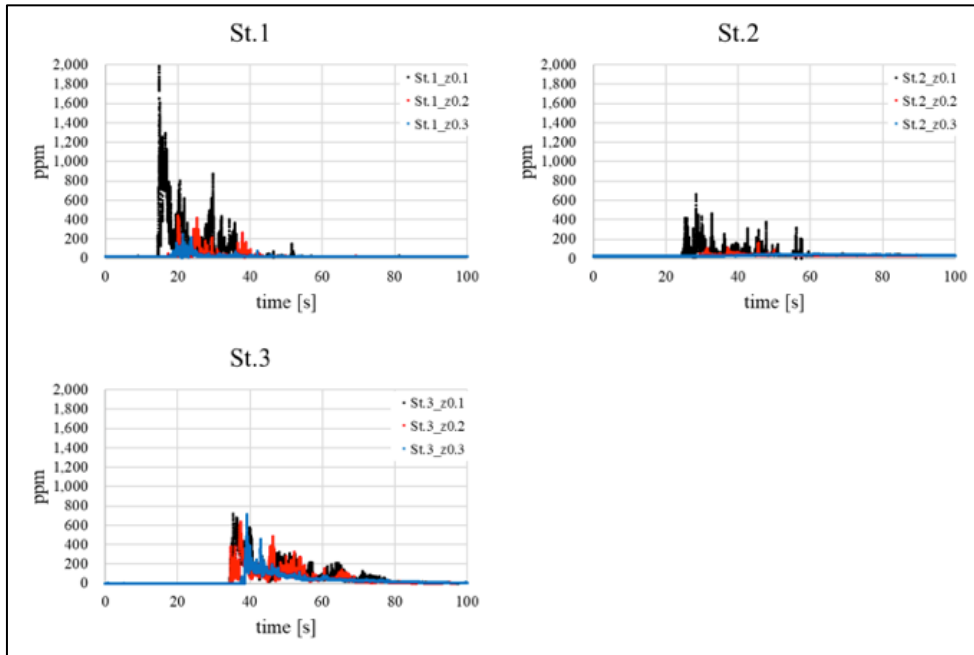 St.1
2,000
1,800
1,600
1,400
1,200
1,000
800
600
400
200
0
ppm
St.1_z0.1
St.1_z0.2
St.1_z0.3
0 20 40 60 80 100
time [s]
St.2
2,000
1,800
1,600
1,400
1,200
1,000
800
600
400
200
0
ppm
St.2_z0.1
St.2_z0.2
St.2_z0.3
0 20 40 60 80 100
time [s]
St.3
2,000
1,800
1,600
1,400
1,200
1,000
800
600
400
200
0
ppm
St.3_z0.1
St.3_z0.2
St.3_z0.3
0 20 40 60 80 100
time [s]